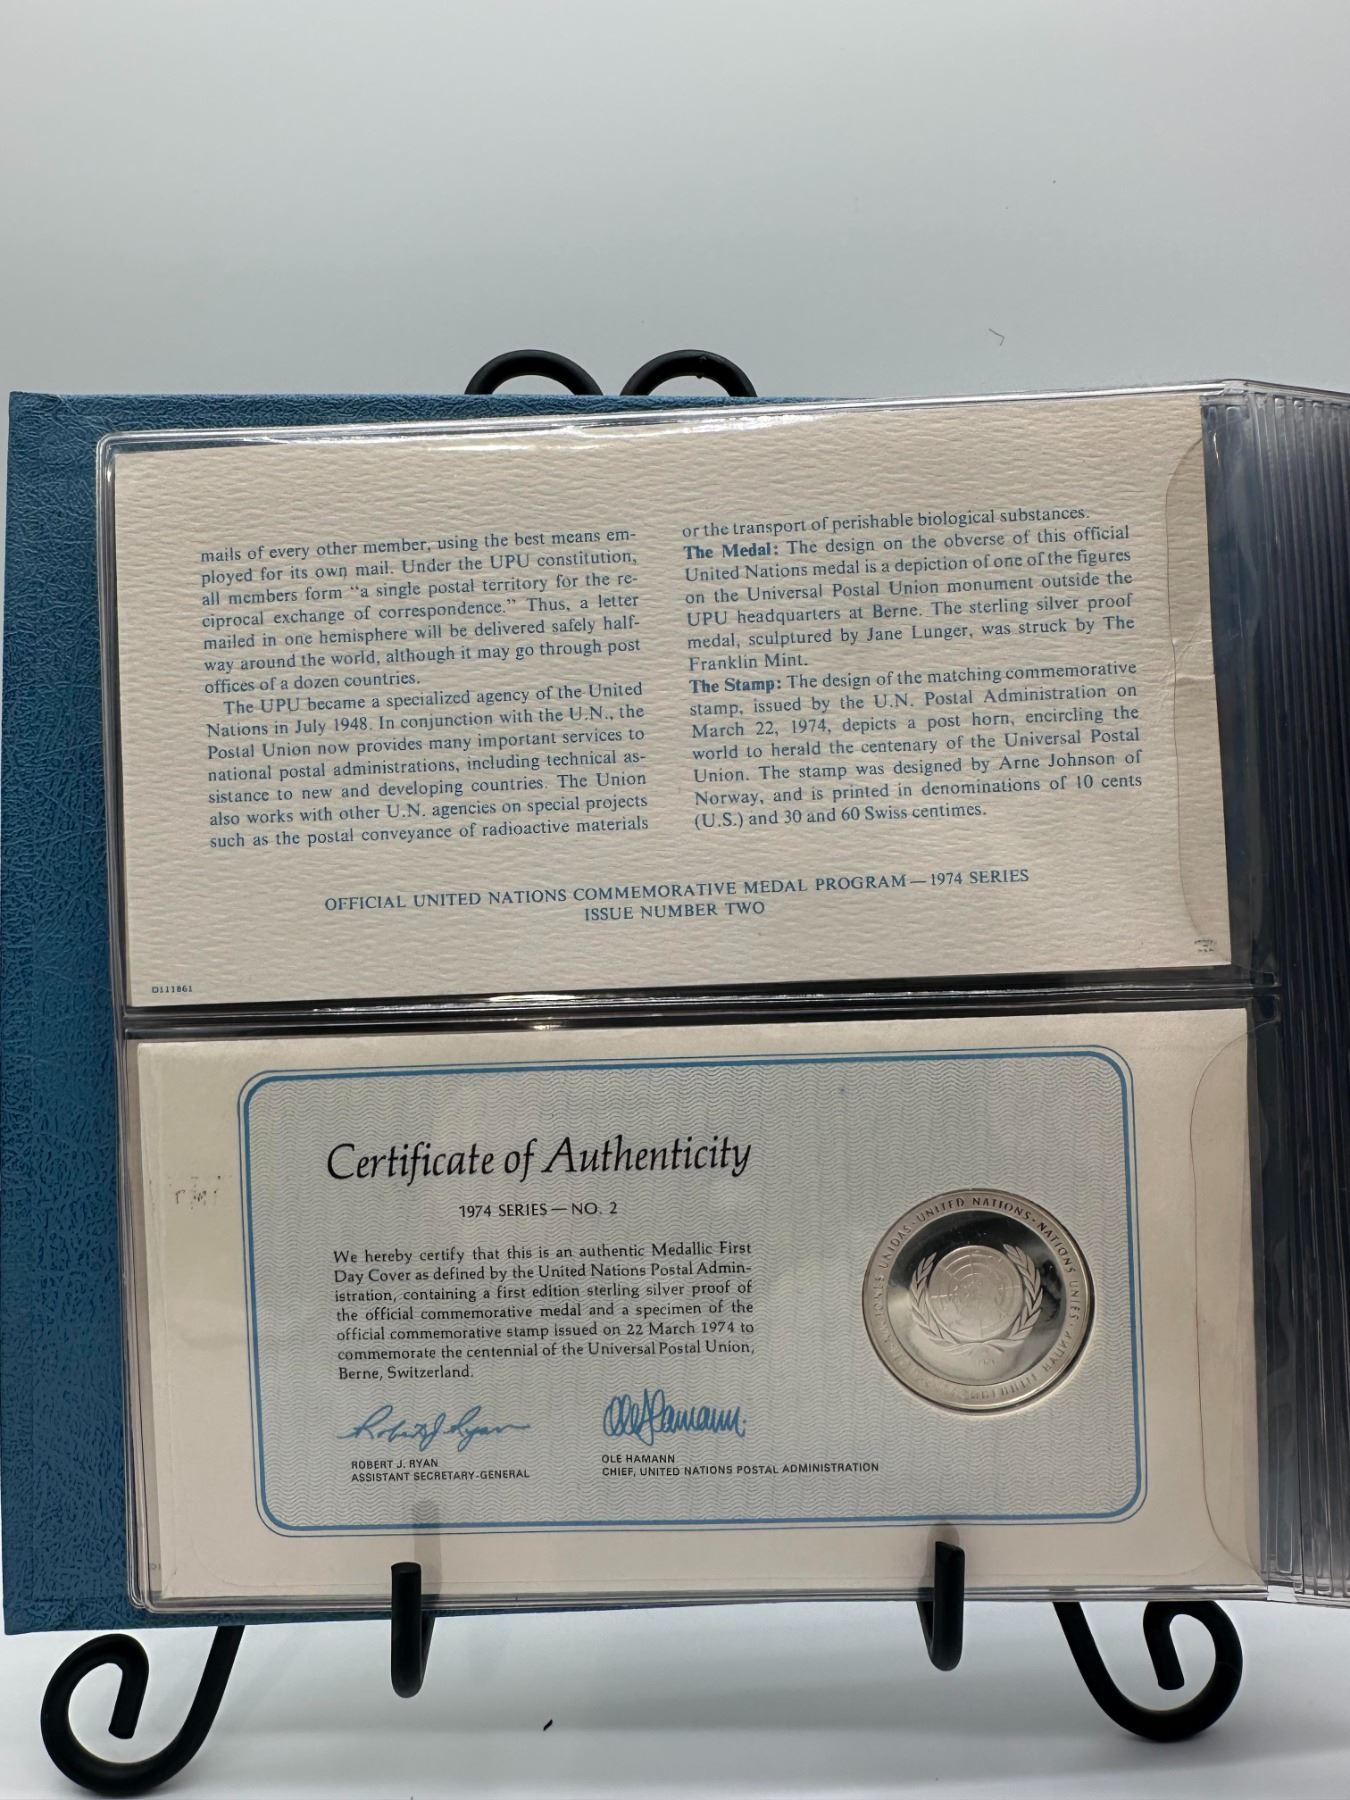 mails of every other member, using the best means em-
ployed for its own mail. Under the UPU constitution,
all members form "a single postal territory for the re-
ciprocal exchange of correspondence." Thus, a letter
mailed in one hemisphere will be delivered safely half-
way around the world, although it may go through post
offices of a dozen countries.
The UPU became a specialized agency of the United
Nations in July 1948. In conjunction with the U.N., the
Postal Union now provides many important services to
national postal administrations, including technical as-
sistance to new and developing countries. The Union
also works with other U.N. agencies on special projects
such as the postal conveyance of radioactive materials
or the transport of perishable biological substances.
The Medal: The design on the obverse of this official
United Nations medal is a depiction of one of the figures
on the Universal Postal Union monument outside the
UPU headquarters at Berne. The sterling silver proof
medal, sculptured by Jane Lunger, was struck by The
Franklin Mint.
The Stamp: The design of the matching commemorative
stamp, issued by the U.N. Postal Administration on
March 22, 1974, depicts a post horn, encircling the
world to herald the centenary of the Universal Postal
Union. The stamp was designed by Arne Johnson of
Norway, and is printed in denominations of 10 cents
(U.S.) and 30 and 60 Swiss centimes.
OFFICIAL UNITED NATIONS COMMEMORATIVE MEDAL PROGRAM—1974 SERIES
ISSUE NUMBER TWO
D111861
Certificate of Authenticity
1974 SERIES — NO. 2
We hereby certify that this is an authentic Medallic First
Day Cover as defined by the United Nations Postal Admin-
istration, containing a first edition sterling silver proof of
the official commemorative medal and a specimen of the
official commemorative stamp issued on 22 March 1974 to
commemorate the centennial of the Universal Postal Union,
Berne, Switzerland.
Robert J. Ryan
Ole Hamann
ROBERT J. RYAN
ASSISTANT SECRETARY-GENERAL
OLE HAMANN
CHIEF, UNITED NATIONS POSTAL ADMINISTRATION
UNIDAS · UNITED NATIONS · NATIONS UNIES ·